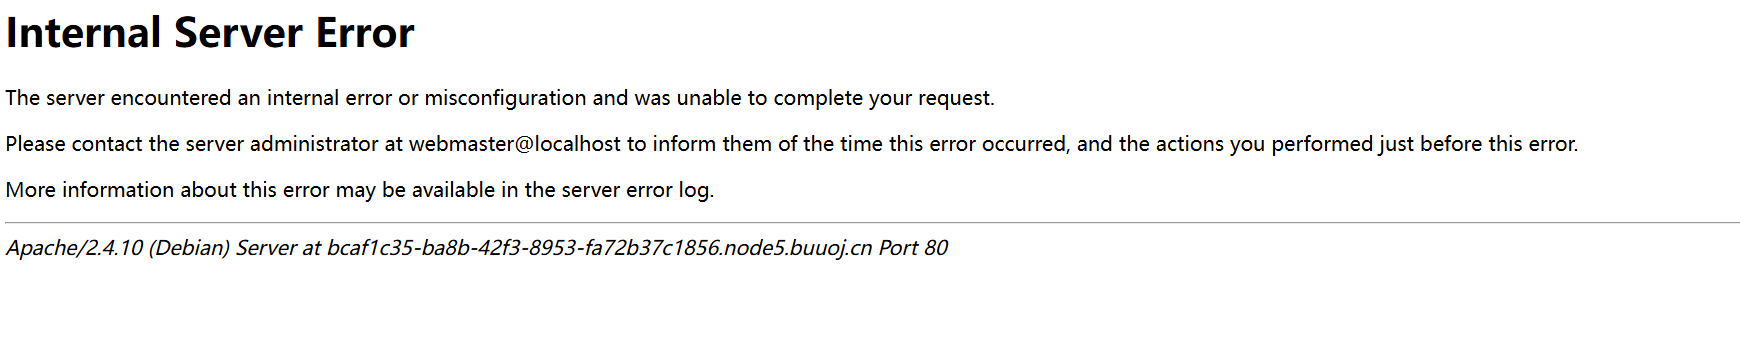 Internal Server Error
The server encountered an internal error or misconfiguration and was unable to complete your request.
Please contact the server administrator at webmaster@localhost to inform them of the time this error occurred, and the actions you performed just before this error.
More information about this error may be available in the server error log.
Apache/2.4.10 (Debian) Server at bcaf1c35-ba8b-42f3-8953-fa72b37c1856.node5.buuoj.cn Port 80